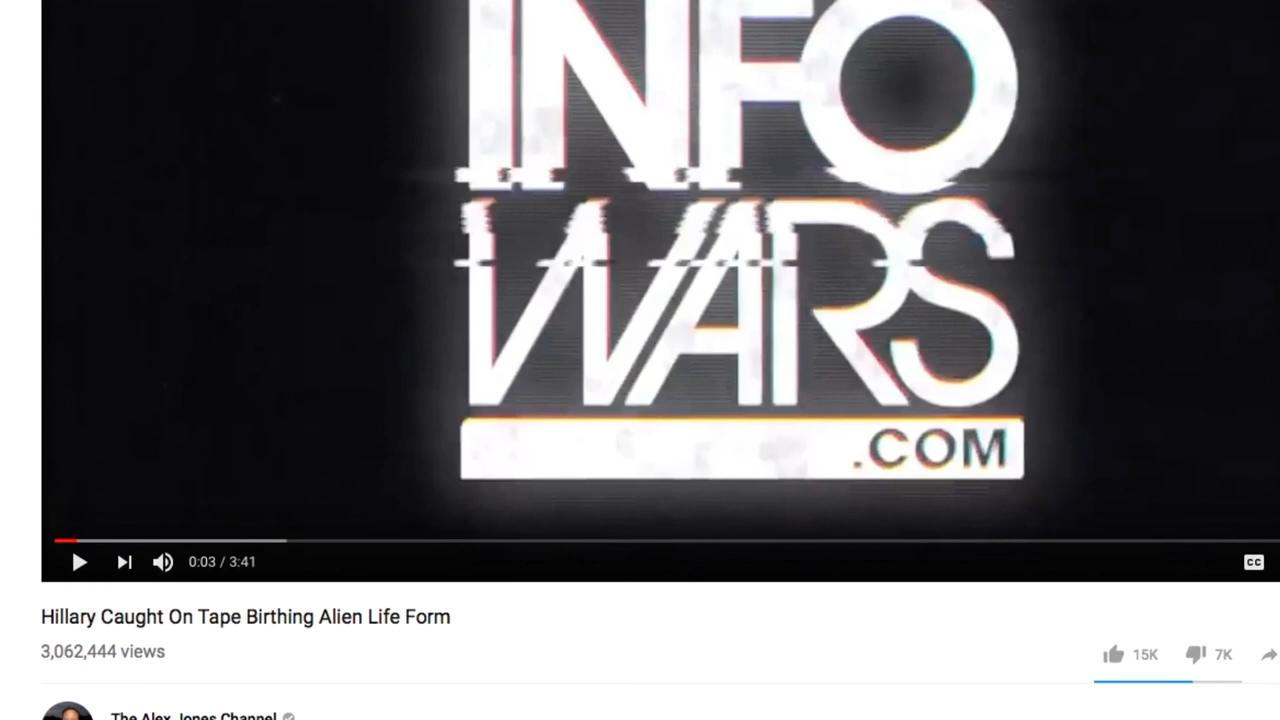 INFO
WARS
.COM
0:03 / 3:41
CC
Hillary Caught On Tape Birthing Alien Life Form
3,062,444 views
15K
7K
The Alex Jones Channel